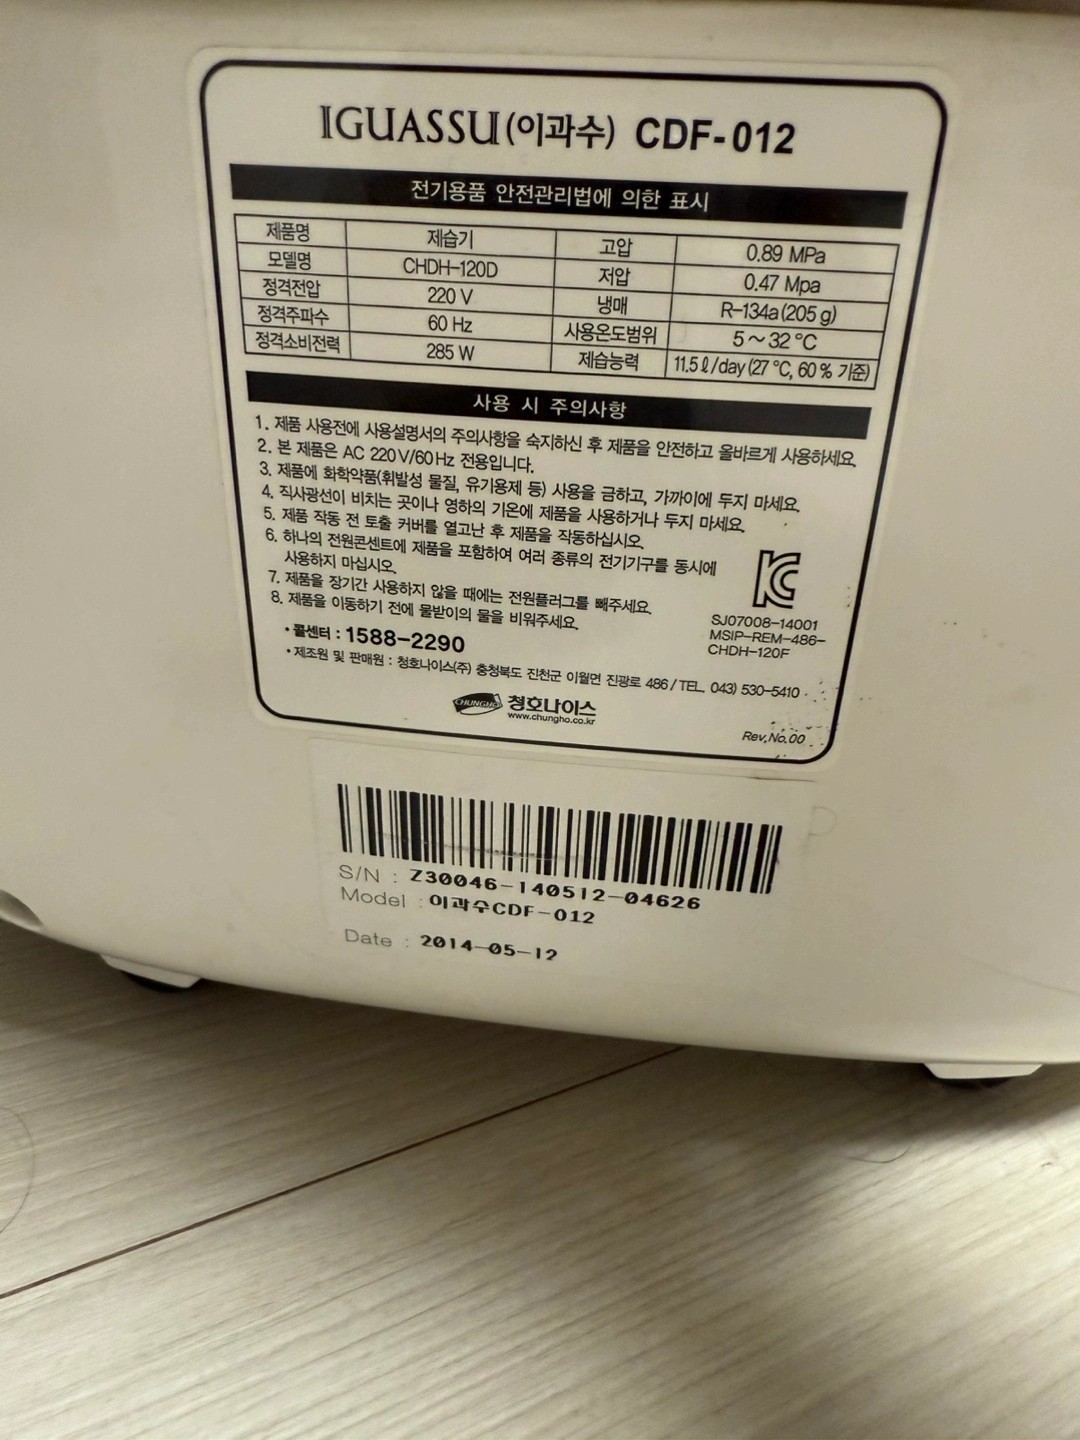 IGUASSU(이과수) CDF-012
전기용품 안전관리법에 의한 표시
제품명 제습기 고압 0.89 MPa
모델명 CHDH-120D 저압 0.47 Mpa
정격전압 220 V 냉매 R-134a(205 g)
정격주파수 60 Hz 사용온도범위 5~32 ℃
정격소비전력 285 W 제습능력 11.5 ℓ/day (27 ℃, 60 % 기준)
사용 시 주의사항
1. 제품 사용전에 사용설명서의 주의사항을 숙지하신 후 제품을 안전하고 올바르게 사용하세요.
2. 본 제품은 AC 220V/60Hz 전용입니다.
3. 제품에 화학약품(휘발성 물질, 유기용제 등) 사용을 금하고, 가까이에 두지 마세요.
4. 직사광선이 비치는 곳이나 영하의 기온에 제품을 사용하거나 두지 마세요.
5. 제품 작동 전 토출 커버를 열고난 후 제품을 작동하십시오.
6. 하나의 전원콘센트에 제품을 포함하여 여러 종류의 전기기구를 동시에
사용하지 마십시오.
7. 제품을 장기간 사용하지 않을 때에는 전원플러그를 빼주세요.
8. 제품을 이동하기 전에 물받이의 물을 비워주세요.
SJ07008-14001
MSIP-REM-486-
CHDH-120F
• 콜센터 : 1588-2290
• 제조원 및 판매원 : 청호나이스(주) 충청북도 진천군 이월면 진광로 486 / TEL. 043) 530-5410
CHUNGHO 청호나이스
www.chungho.co.kr
Rev.No.00
S/N : Z30046-140512-04626
Model : 이과수CDF-012
Date : 2014-05-12